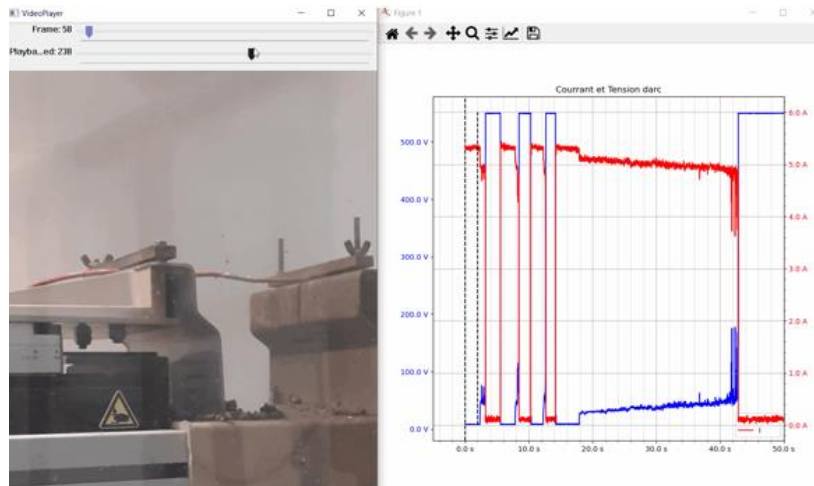 VideoPlayer
Frame: 50
Playba...ed: 230
Figure 1
Courrant et Tension darc
500.0 V
400.0 V
300.0 V
200.0 V
100.0 V
0.0 V
6.0 A
5.0 A
4.0 A
3.0 A
2.0 A
1.0 A
0.0 A
0.0 s
10.0 s
20.0 s
30.0 s
40.0 s
50.0 s
I